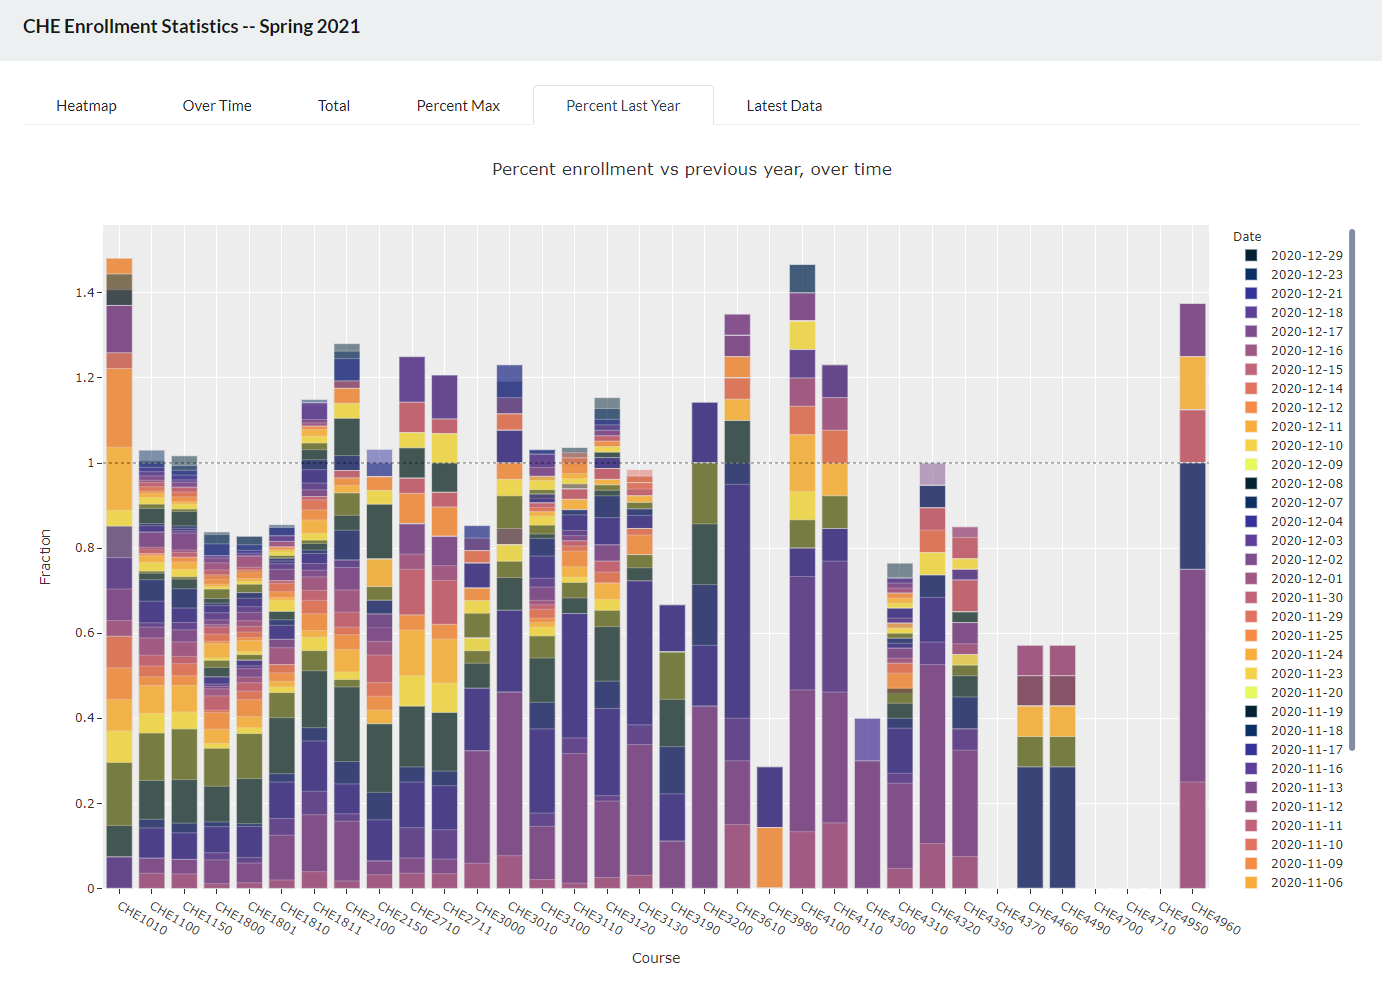 CHE Enrollment Statistics -- Spring 2021
Heatmap Over Time Total Percent Max Percent Last Year Latest Data
Percent enrollment vs previous year, over time
Fraction
1.4
1.2
1
0.8
0.6
0.4
0.2
0
CHE1010
CHE1100
CHE1150
CHE1800
CHE1801
CHE1810
CHE1811
CHE2100
CHE2150
CHE2710
CHE2711
CHE3000
CHE3010
CHE3100
CHE3110
CHE3120
CHE3130
CHE3190
CHE3200
CHE3610
CHE3980
CHE4100
CHE4110
CHE4300
CHE4310
CHE4320
CHE4350
CHE4370
CHE4460
CHE4490
CHE4700
CHE4710
CHE4950
CHE4960
Course
Date
2020-12-29
2020-12-23
2020-12-21
2020-12-18
2020-12-17
2020-12-16
2020-12-15
2020-12-14
2020-12-12
2020-12-11
2020-12-10
2020-12-09
2020-12-08
2020-12-07
2020-12-04
2020-12-03
2020-12-02
2020-12-01
2020-11-30
2020-11-29
2020-11-25
2020-11-24
2020-11-23
2020-11-20
2020-11-19
2020-11-18
2020-11-17
2020-11-16
2020-11-13
2020-11-12
2020-11-11
2020-11-10
2020-11-09
2020-11-06